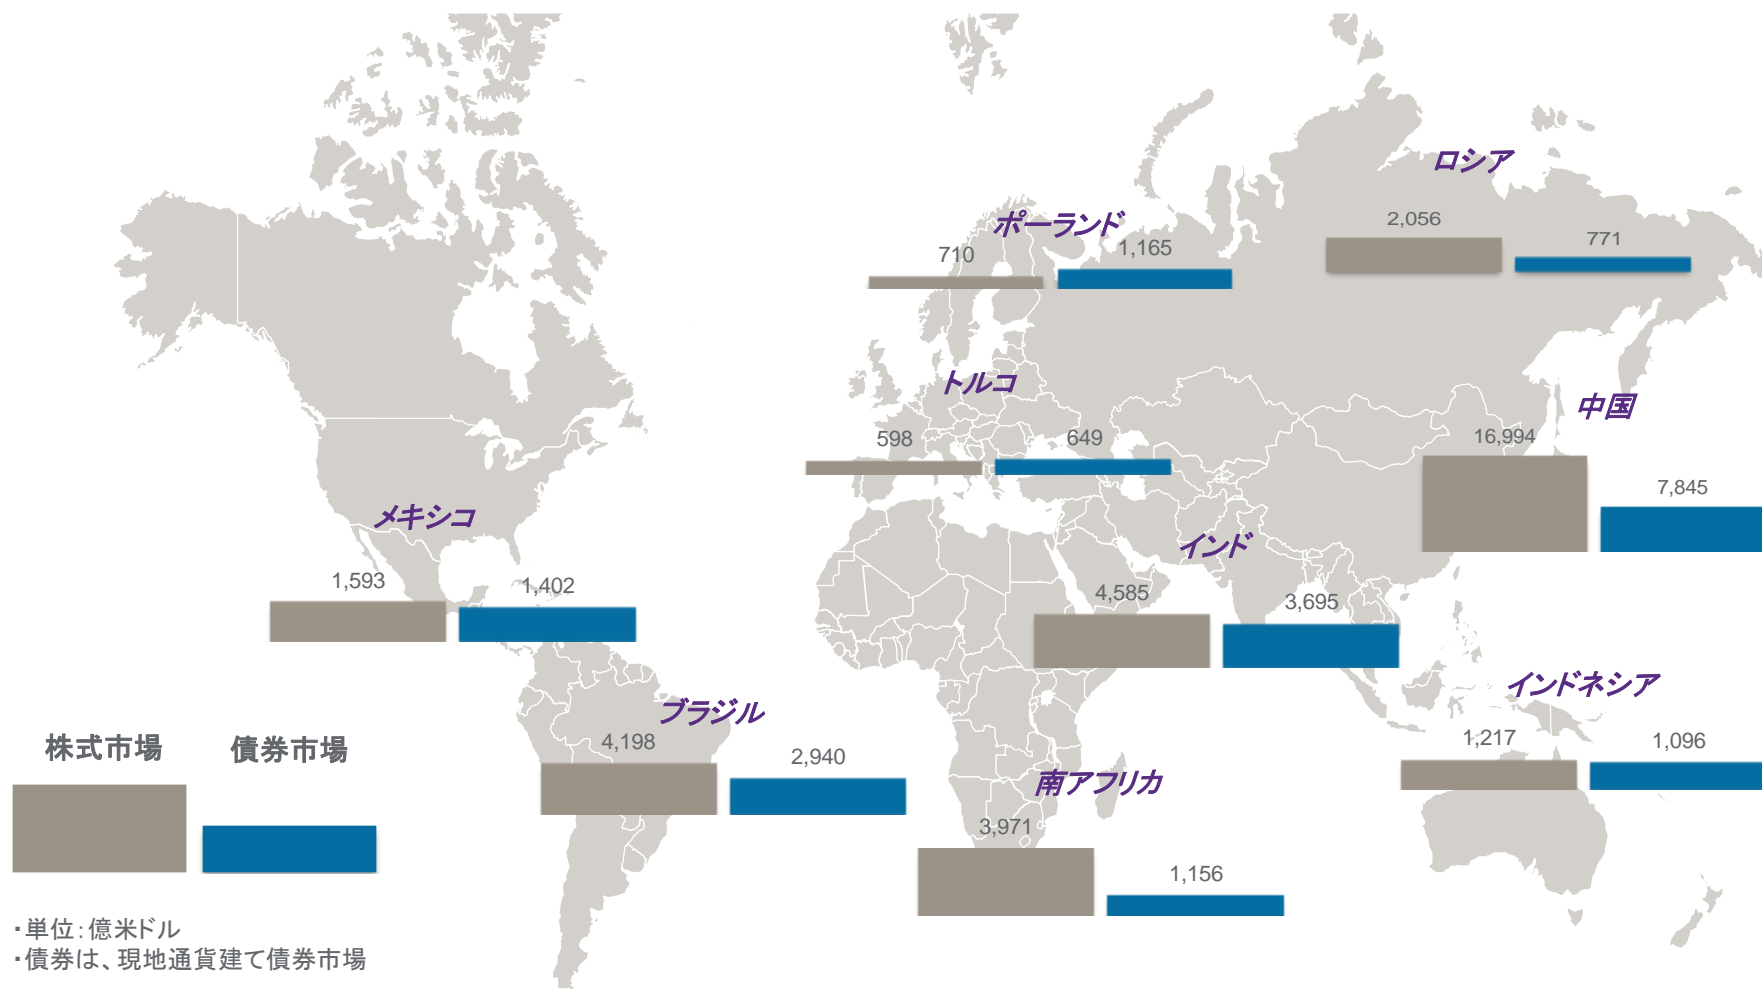 ロシア
2,056
771
ポーランド
710
1,165
トルコ
598
649
中国
16,994
7,845
メキシコ
1,593
1,402
インド
4,585
3,695
インドネシア
1,217
1,096
ブラジル
4,198
2,940
南アフリカ
3,971
1,156
株式市場
債券市場
・単位：億米ドル
・債券は、現地通貨建て債券市場